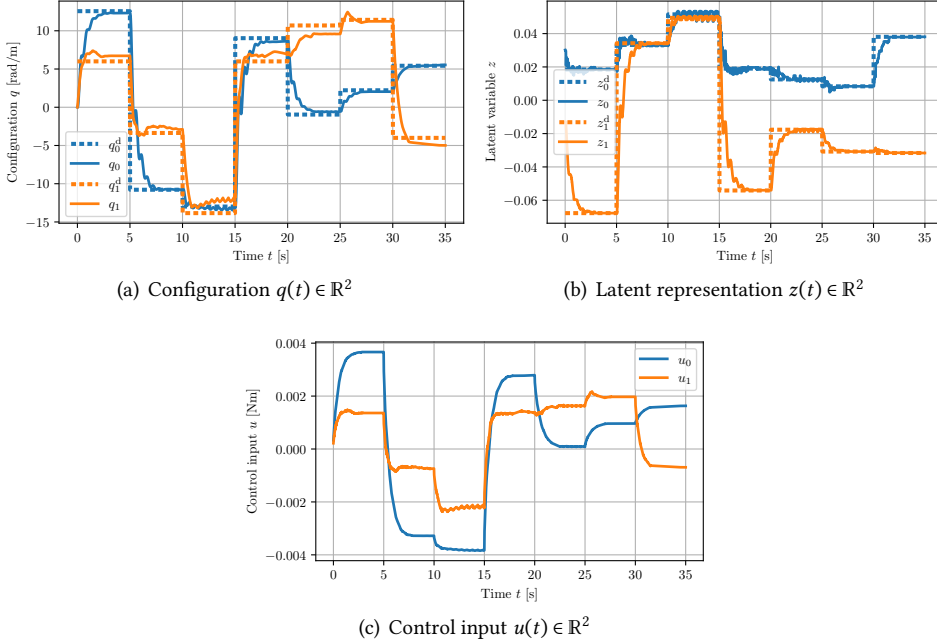 10
5
0
−5
−10
−15
0 5 10 15 20 25 30 35
Configuration q [rad/m]
Time t [s]
q₀ᵈ
q₀
q₁ᵈ
q₁
(a) Configuration q(t) ∈ ℝ²
0.04
0.02
0.00
−0.02
−0.04
−0.06
0 5 10 15 20 25 30 35
Latent variable z
Time t [s]
z₀ᵈ
z₀
z₁ᵈ
z₁
(b) Latent representation z(t) ∈ ℝ²
0.004
0.002
0.000
−0.002
−0.004
0 5 10 15 20 25 30 35
Control input u [Nm]
Time t [s]
u₀
u₁
(c) Control input u(t) ∈ ℝ²